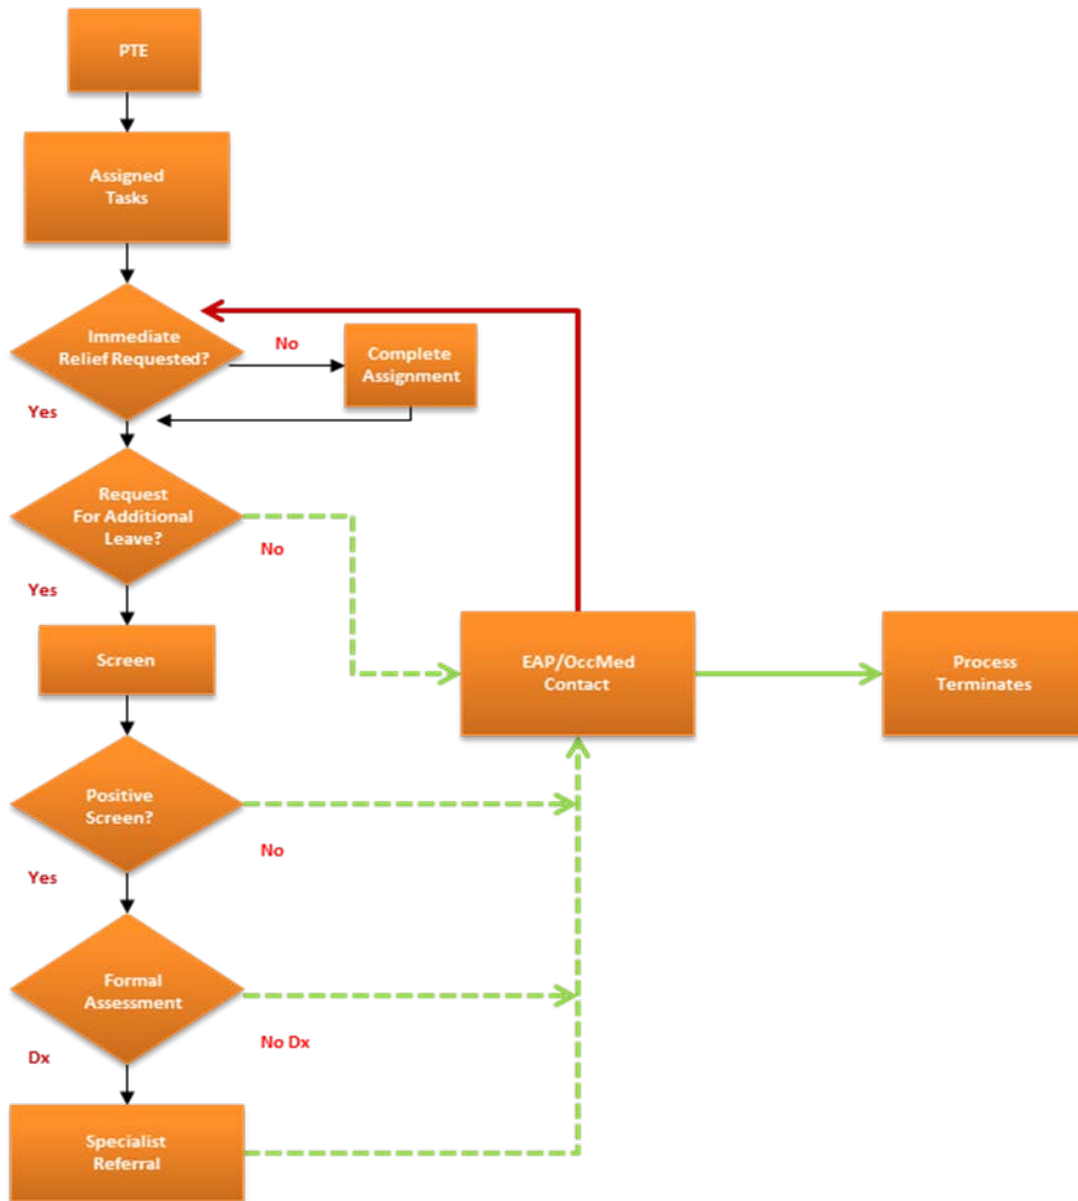 PTE
Assigned
Tasks
Immediate
Relief Requested?
No
Complete
Assignment
Yes
Request
For Additional
Leave?
No
Yes
Screen
EAP/OccMed
Contact
Process
Terminates
Positive
Screen?
No
Yes
Formal
Assessment
No Dx
Dx
Specialist
Referral